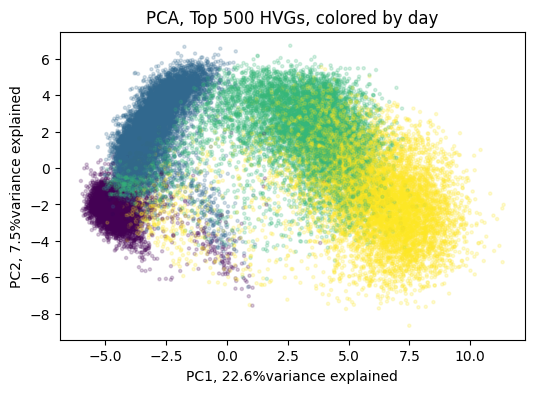 PCA, Top 500 HVGs, colored by day
6
4
2
0
−2
−4
−6
−8
PC2, 7.5%variance explained
−5.0 −2.5 0.0 2.5 5.0 7.5 10.0
PC1, 22.6%variance explained